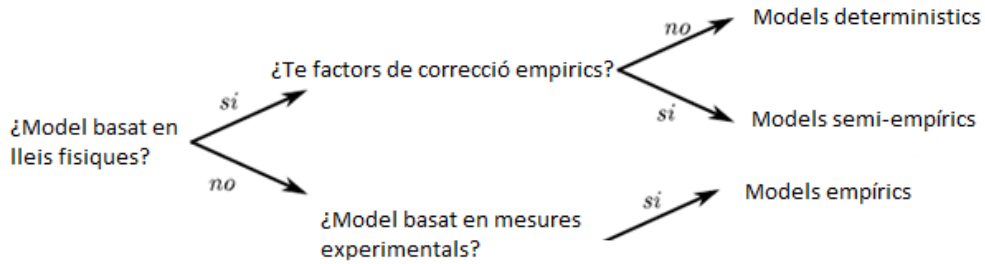 Models deterministics
no
¿Te factors de correcció empirics?
si
si
Models semi-empírics
¿Model basat en
lleis fisiques?
no
Models empírics
si
¿Model basat en mesures
experimentals?